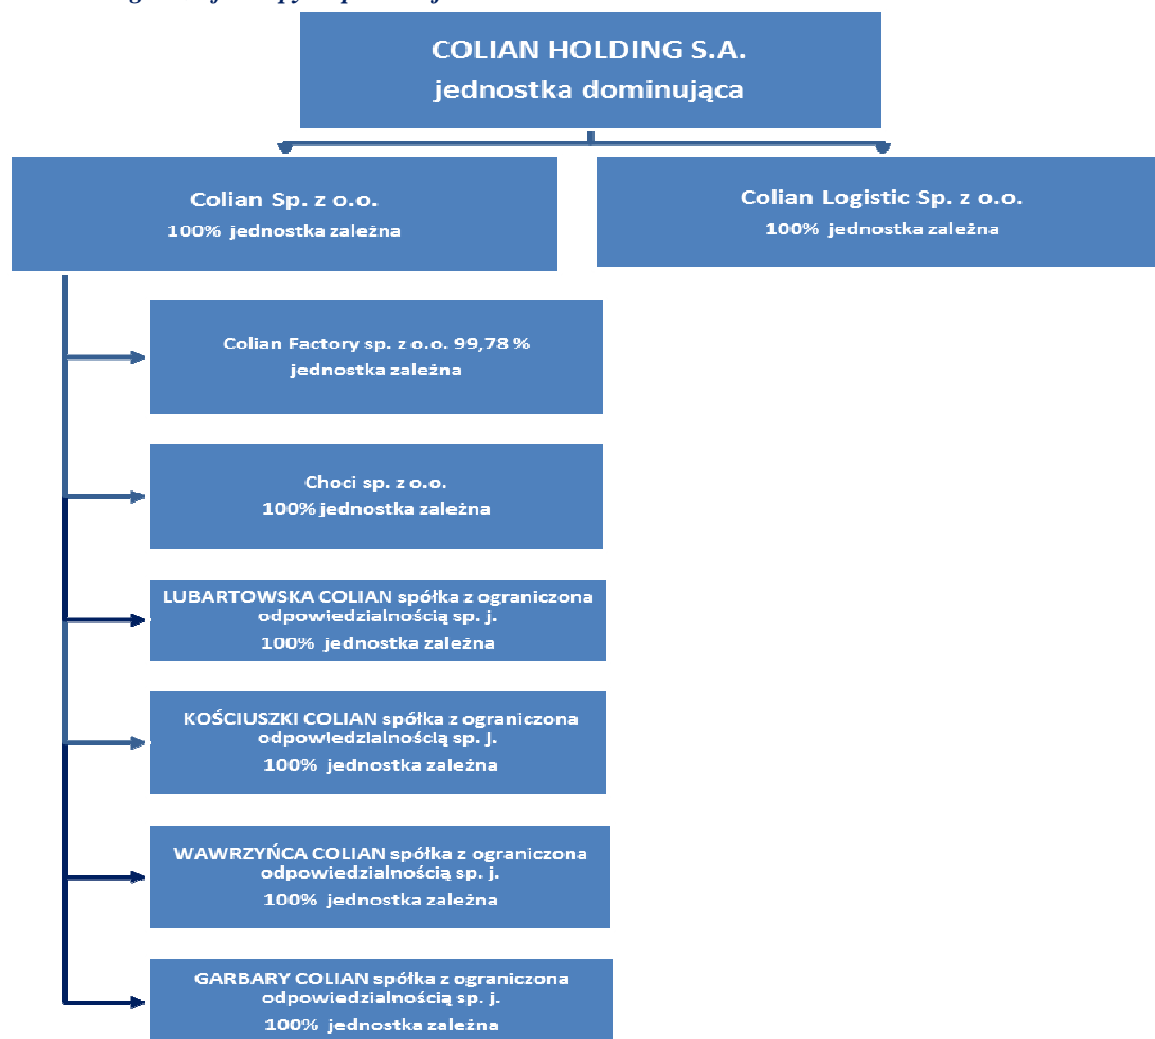 COLIAN HOLDING S.A.
jednostka dominująca
Colian Sp. z o.o.
100% jednostka zależna
Colian Logistic Sp. z o.o.
100% jednostka zależna
Colian Factory sp. z o.o. 99,78 %
jednostka zależna
Choci sp. z o.o.
100% jednostka zależna
LUBARTOWSKA COLIAN spółka z ograniczona
odpowiedzialnością sp. j.
100% jednostka zależna
KOŚCIUSZKI COLIAN spółka z ograniczona
odpowiedzialnością sp. j.
100% jednostka zależna
WAWRZYŃCA COLIAN spółka z ograniczona
odpowiedzialnością sp. j.
100% jednostka zależna
GARBARY COLIAN spółka z ograniczona
odpowiedzialnością sp. j.
100% jednostka zależna